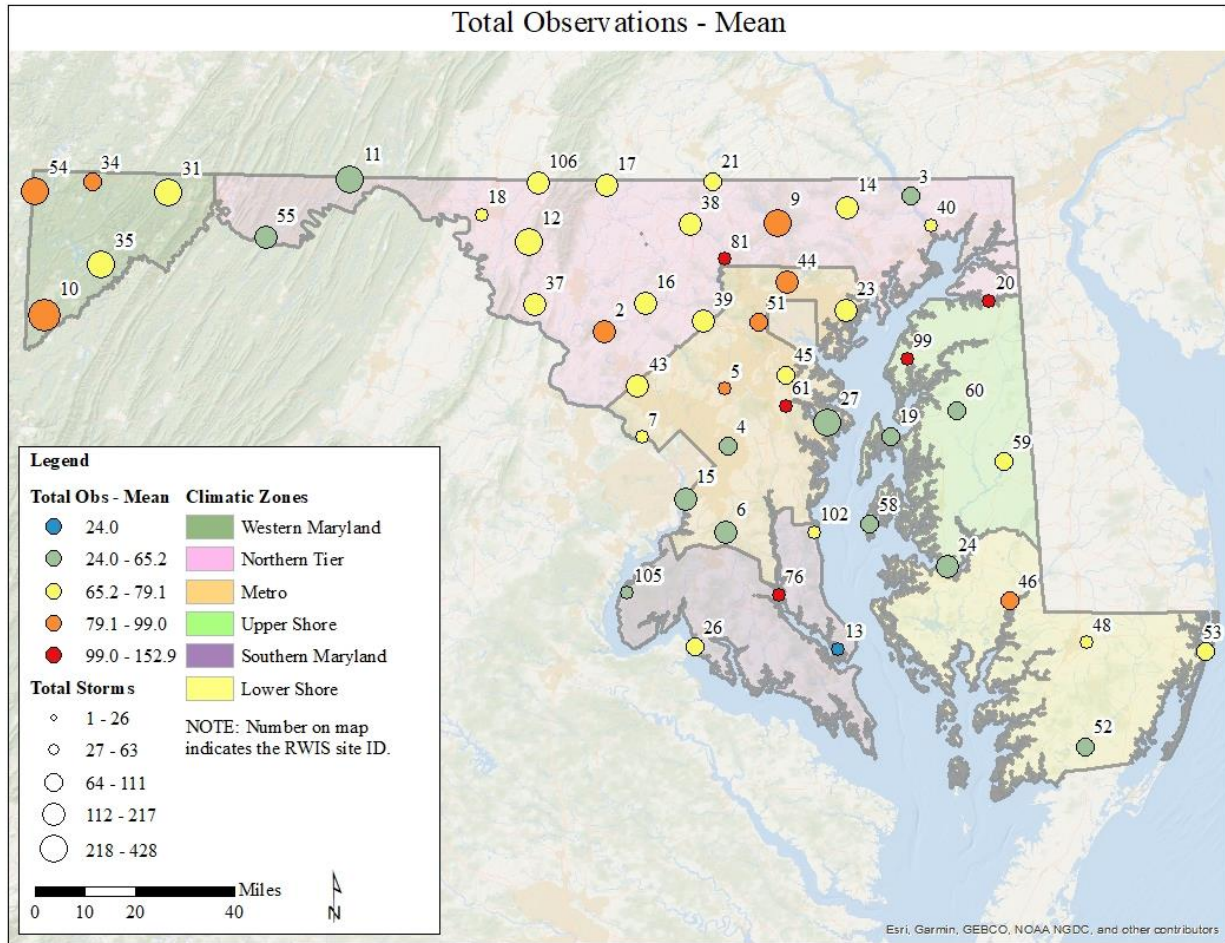 Total Observations - Mean
54
34
31
11
106
17
21
14
3
18
12
38
9
40
55
35
81
44
20
10
37
16
39
51
23
2
99
43
5
45
61
60
27
19
7
4
59
15
6
102
58
24
105
76
46
26
13
48
53
52
Legend
Total Obs - Mean
24.0
24.0 - 65.2
65.2 - 79.1
79.1 - 99.0
99.0 - 152.9
Total Storms
1 - 26
27 - 63
64 - 111
112 - 217
218 - 428
Climatic Zones
Western Maryland
Northern Tier
Metro
Upper Shore
Southern Maryland
Lower Shore
NOTE: Number on map
indicates the RWIS site ID.
Miles
0 10 20 40
N
Esri, Garmin, GEBCO, NOAA NGDC, and other contributors